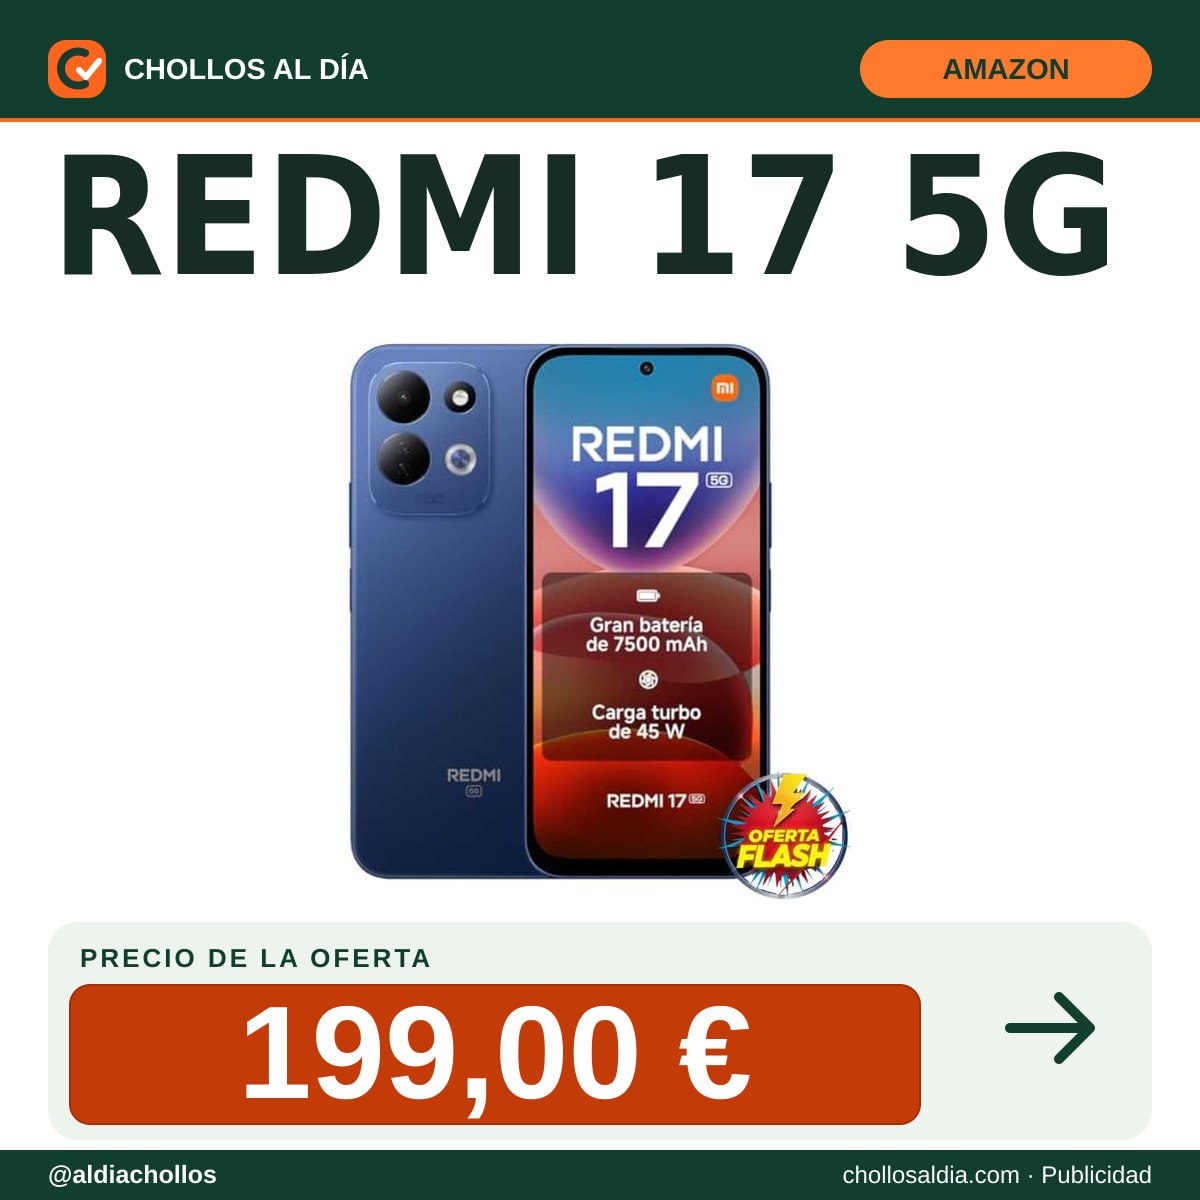 CHOLLOS AL DÍA
AMAZON
REDMI 17 5G
REDMI
17 5G
Gran batería
de 7500 mAh
Carga turbo
de 45 W
REDMI 17 5G
REDMI
5G
OFERTA
FLASH
PRECIO DE LA OFERTA
199,00 €
@aldiachollos
chollosaldia.com · Publicidad